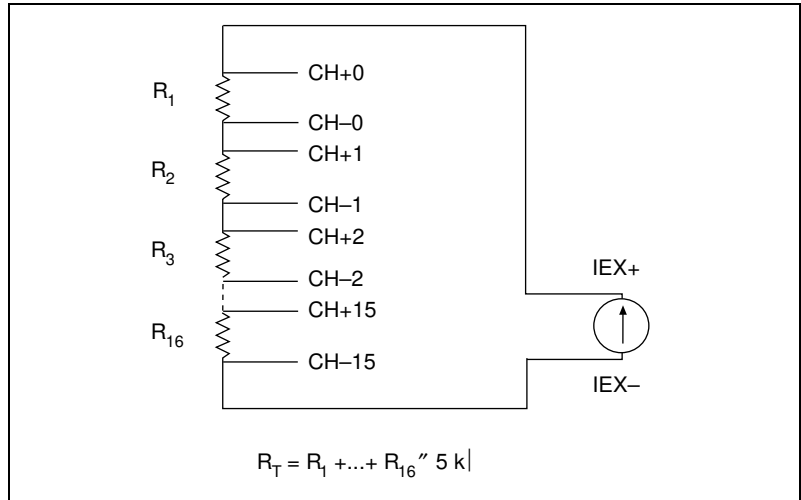 CH+0
R1
CH–0
CH+1
R2
CH–1
CH+2
R3
IEX+
CH–2
CH+15
R16
CH–15
IEX–
RT = R1 +...+ R16 ″ 5 k|